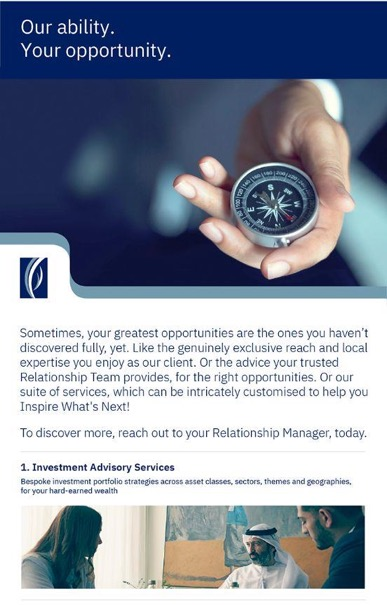 Our ability.
Your opportunity.
S
SW
W
E
Sometimes, your greatest opportunities are the ones you haven't
discovered fully, yet. Like the genuinely exclusive reach and local
expertise you enjoy as our client. Or the advice your trusted
Relationship Team provides, for the right opportunities. Or our
suite of services, which can be intricately customised to help you
Inspire What's Next!
To discover more, reach out to your Relationship Manager, today.
1. Investment Advisory Services
Bespoke investment portfolio strategies across asset classes, sectors, themes and geographies,
for your hard-earned wealth